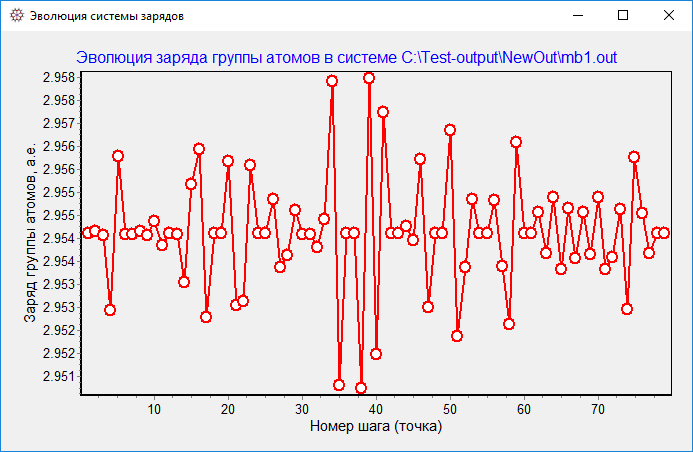 Эволюция системы зарядов
Эволюция заряда группы атомов в системе C:\Test-output\NewOut\mb1.out
Заряд группы атомов, а.е.
2.958
2.958
2.957
2.956
2.956
2.955
2.955
2.954
2.954
2.953
2.953
2.952
2.952
2.951
10 20 30 40 50 60 70
Номер шага (точка)